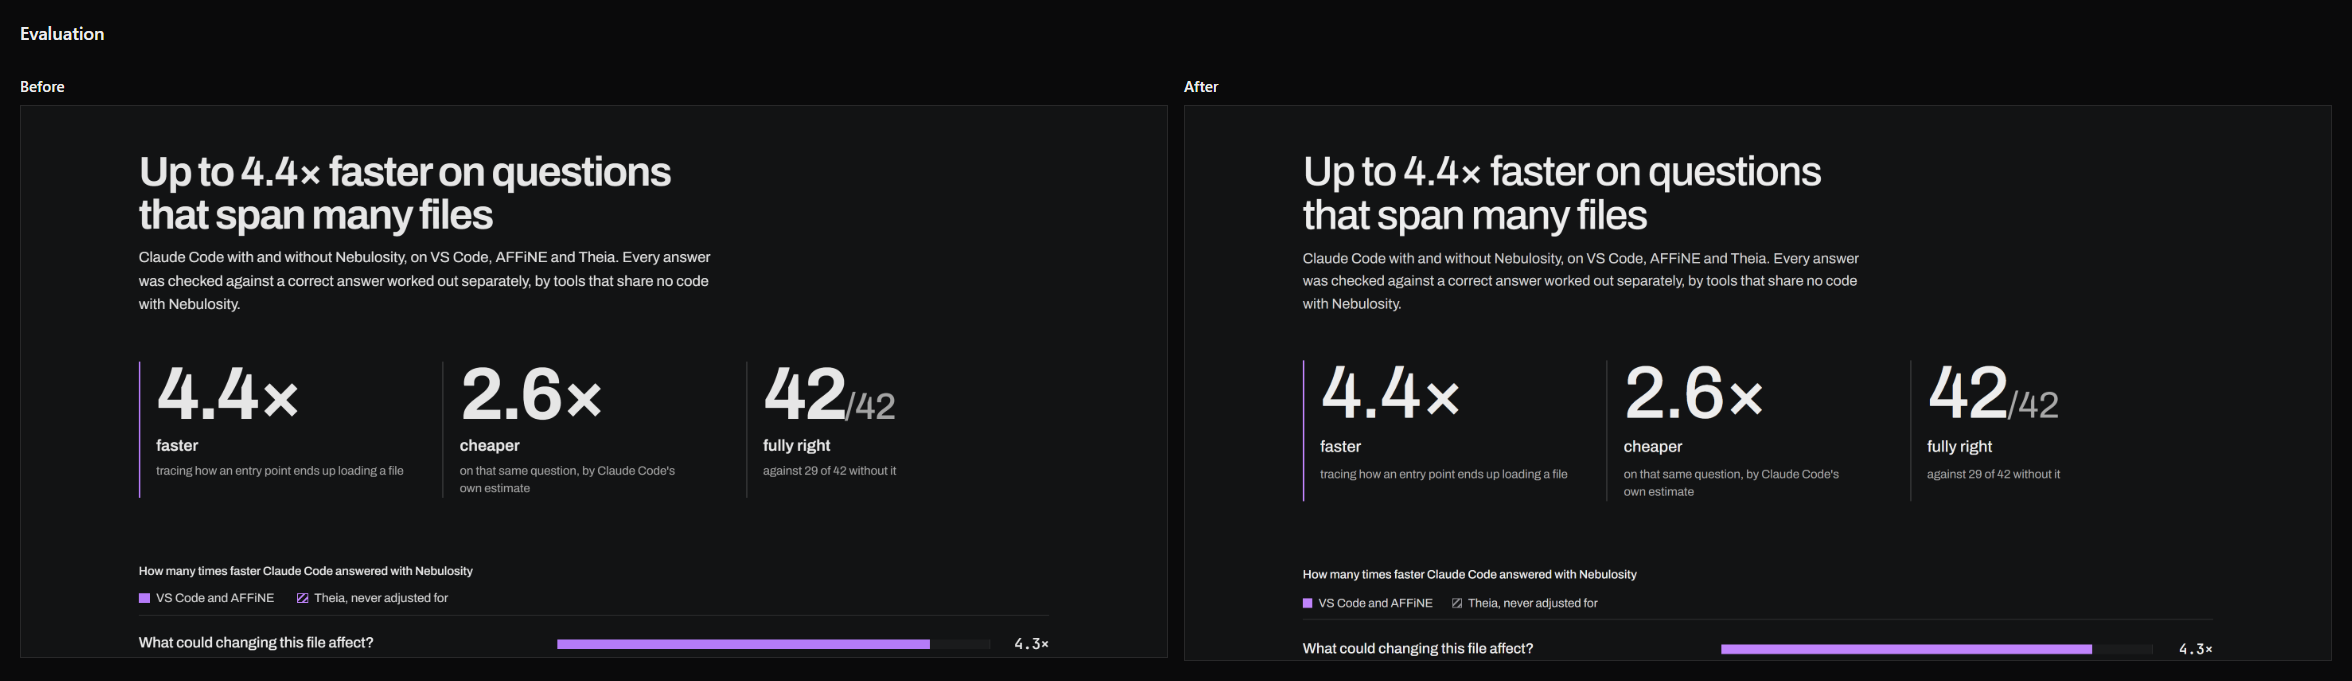 Evaluation
Before
Up to 4.4× faster on questions
that span many files
Claude Code with and without Nebulosity, on VS Code, AFFiNE and Theia. Every answer
was checked against a correct answer worked out separately, by tools that share no code
with Nebulosity.
4.4×
faster
tracing how an entry point ends up loading a file
2.6×
cheaper
on that same question, by Claude Code's
own estimate
42/42
fully right
against 29 of 42 without it
How many times faster Claude Code answered with Nebulosity
VS Code and AFFiNE
Theia, never adjusted for
What could changing this file affect?
4.3×
After
Up to 4.4× faster on questions
that span many files
Claude Code with and without Nebulosity, on VS Code, AFFiNE and Theia. Every answer
was checked against a correct answer worked out separately, by tools that share no code
with Nebulosity.
4.4×
faster
tracing how an entry point ends up loading a file
2.6×
cheaper
on that same question, by Claude Code's
own estimate
42/42
fully right
against 29 of 42 without it
How many times faster Claude Code answered with Nebulosity
VS Code and AFFiNE
Theia, never adjusted for
What could changing this file affect?
4.3×